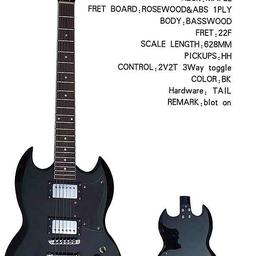 FRET BOARD;ROSEWOOD&ABS 1PLY
BODY;BASSWOOD
FRET;22F
SCALE LENGTH;628MM
PICKUPS;HH
CONTROL;2V2T 3Way toggle
COLOR;BK
Hardware; TAIL
REMARK;blot on